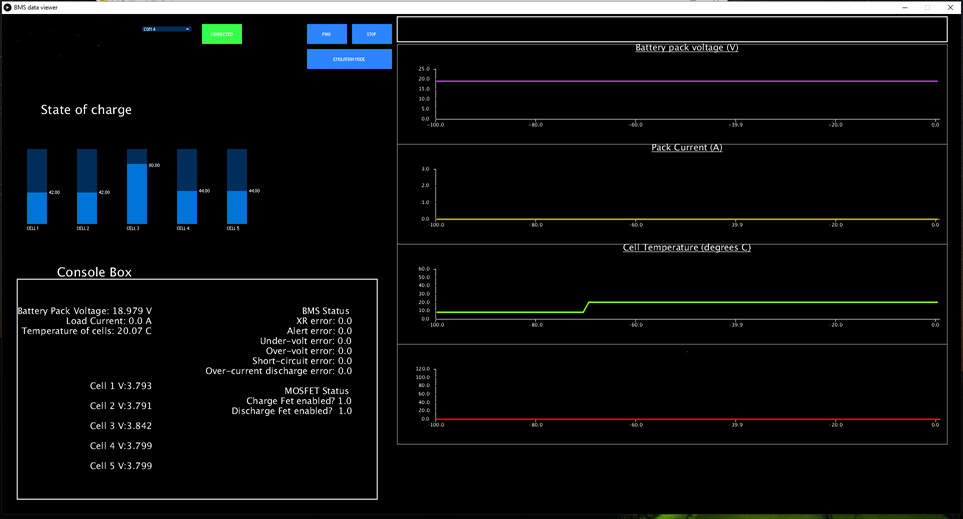 BMS data viewer
COM 4
CONNECTED
PING
STOP
EMULATION MODE
State of charge
42.00
42.00
80.00
44.00
44.00
CELL 1
CELL 2
CELL 3
CELL 4
CELL 5
Console Box
Battery Pack Voltage: 18.979 V
Load Current: 0.0 A
Temperature of cells: 20.07 C
Cell 1 V:3.793
Cell 2 V:3.791
Cell 3 V:3.842
Cell 4 V:3.799
Cell 5 V:3.799
BMS Status
XR error: 0.0
Alert error: 0.0
Under-volt error: 0.0
Over-volt error: 0.0
Short-circuit error: 0.0
Over-current discharge error: 0.0
MOSFET Status
Charge Fet enabled? 1.0
Discharge Fet enabled? 1.0
Battery pack voltage (V)
25.0
20.0
15.0
10.0
5.0
0.0
-100.0 -80.0 -60.0 -39.9 -20.0 0.0
Pack Current (A)
3.0
2.0
1.0
0.0
-100.0 -80.0 -60.0 -39.9 -20.0 0.0
Cell Temperature (degrees C)
60.0
50.0
40.0
30.0
20.0
10.0
0.0
-100.0 -80.0 -60.0 -39.9 -20.0 0.0
120.0
100.0
80.0
60.0
40.0
20.0
0.0
-100.0 -80.0 -60.0 -39.9 -20.0 0.0